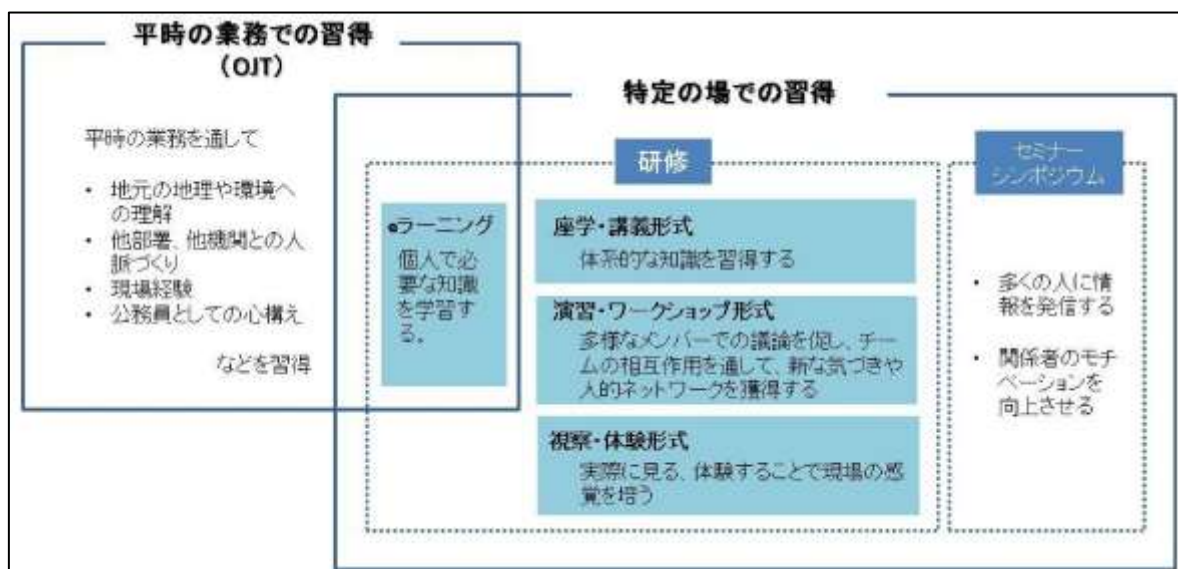 平時の業務での習得
（OJT）
平時の業務を通して
• 地元の地理や環境へ
の理解
• 他部署、他機関との人
脈づくり
• 現場経験
• 公務員としての心構え
などを習得
特定の場での習得
研修
eラーニング
個人で必
要な知識
を学習す
る。
座学・講義形式
体系的な知識を習得する
演習・ワークショップ形式
多様なメンバーでの議論を促し、チー
ムの相互作用を通して、新な気づきや
人的ネットワークを獲得する
視察・体験形式
実際に見る、体験することで現場の感
覚を培う
セミナー
シンポジウム
• 多くの人に情
報を発信する
• 関係者のモチ
ベーションを
向上させる